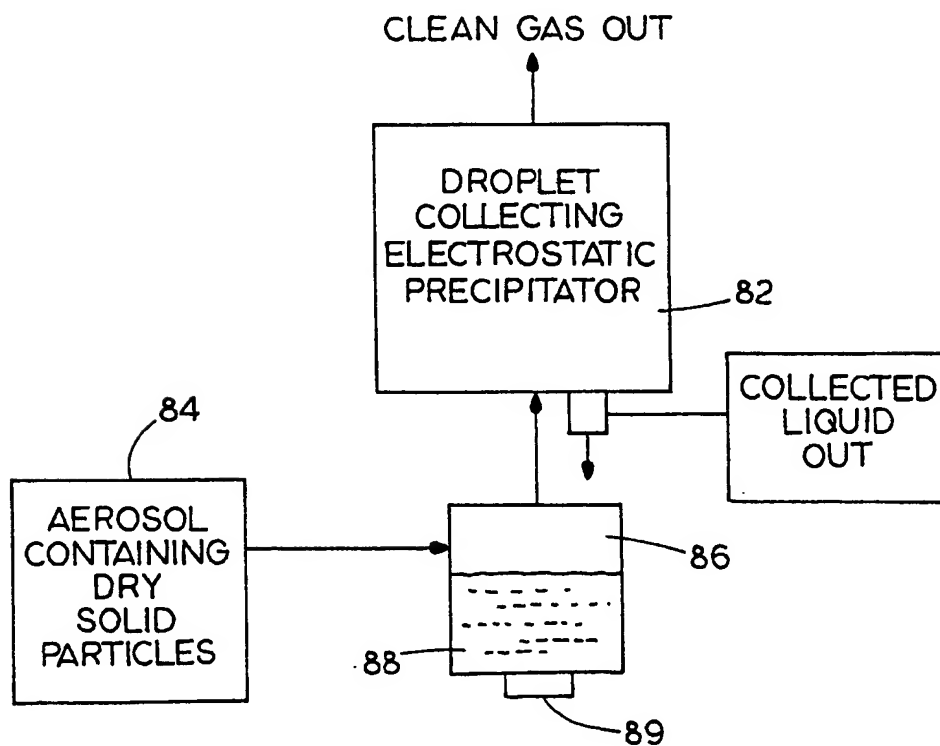 CLEAN GAS OUT
DROPLET
COLLECTING
ELECTROSTATIC
PRECIPITATOR
82
COLLECTED
LIQUID
OUT
84
AEROSOL
CONTAINING
DRY
SOLID
PARTICLES
86
88
89